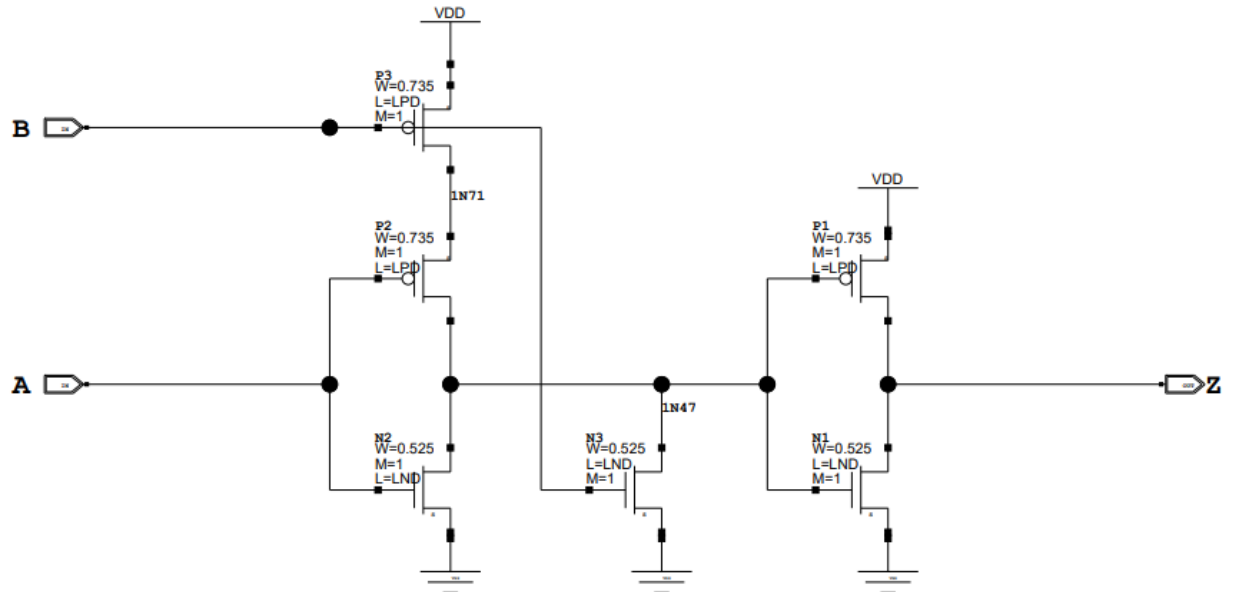 VDD
P3
W=0.735
L=LPD
M=1
B
1N71
VDD
P2
W=0.735
M=1
L=LPD
P1
W=0.735
M=1
L=LPD
A
Z
1N47
N2
W=0.525
M=1
L=LND
N3
W=0.525
L=LND
M=1
N1
W=0.525
L=LND
M=1